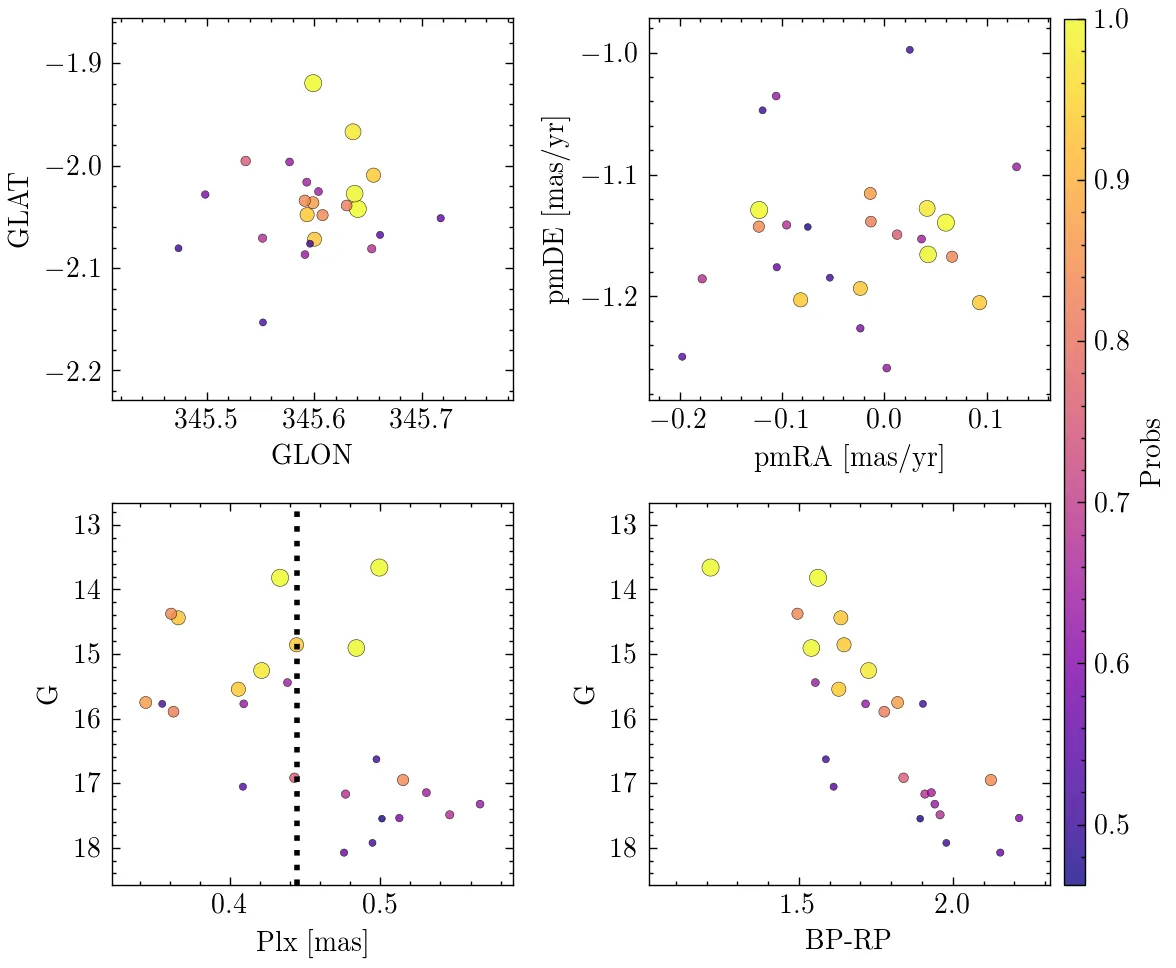 −1.9
−2.0
−2.1
−2.2
GLAT
345.5 345.6 345.7
GLON
−1.0
−1.1
−1.2
pmDE [mas/yr]
−0.2 −0.1 0.0 0.1
pmRA [mas/yr]
13
14
15
16
17
18
G
0.4 0.5
Plx [mas]
13
14
15
16
17
18
G
1.5 2.0
BP-RP
1.0
0.9
0.8
0.7
0.6
0.5
Probs